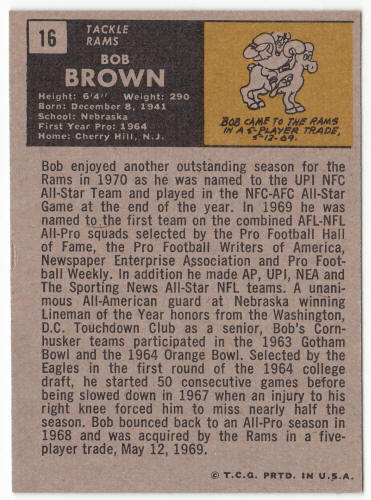 16
TACKLE
RAMS
BOB
BROWN
Height: 6'4" Weight: 290
Born: December 8, 1941
School: Nebraska
First Year Pro: 1964
Home: Cherry Hill, N.J.
BOB CAME TO THE RAMS
IN A 5-PLAYER TRADE,
5-12-69.
Bob enjoyed another outstanding season for the
Rams in 1970 as he was named to the UPI NFC
All-Star Team and played in the NFC-AFC All-Star
Game at the end of the year. In 1969 he was
named to the first team on the combined AFL-NFL
All-Pro squads selected by the Pro Football Hall
of Fame, the Pro Football Writers of America,
Newspaper Enterprise Association and Pro Foot-
ball Weekly. In addition he made AP, UPI, NEA and
The Sporting News All-Star NFL teams. A unani-
mous All-American guard at Nebraska winning
Lineman of the Year honors from the Washington,
D.C. Touchdown Club as a senior, Bob's Corn-
husker teams participated in the 1963 Gotham
Bowl and the 1964 Orange Bowl. Selected by the
Eagles in the first round of the 1964 college
draft, he started 50 consecutive games before
being slowed down in 1967 when an injury to his
right knee forced him to miss nearly half the
season. Bob bounced back to an All-Pro season in
1968 and was acquired by the Rams in a five-
player trade, May 12, 1969.
© T.C.G. PRTD. IN U.S.A.